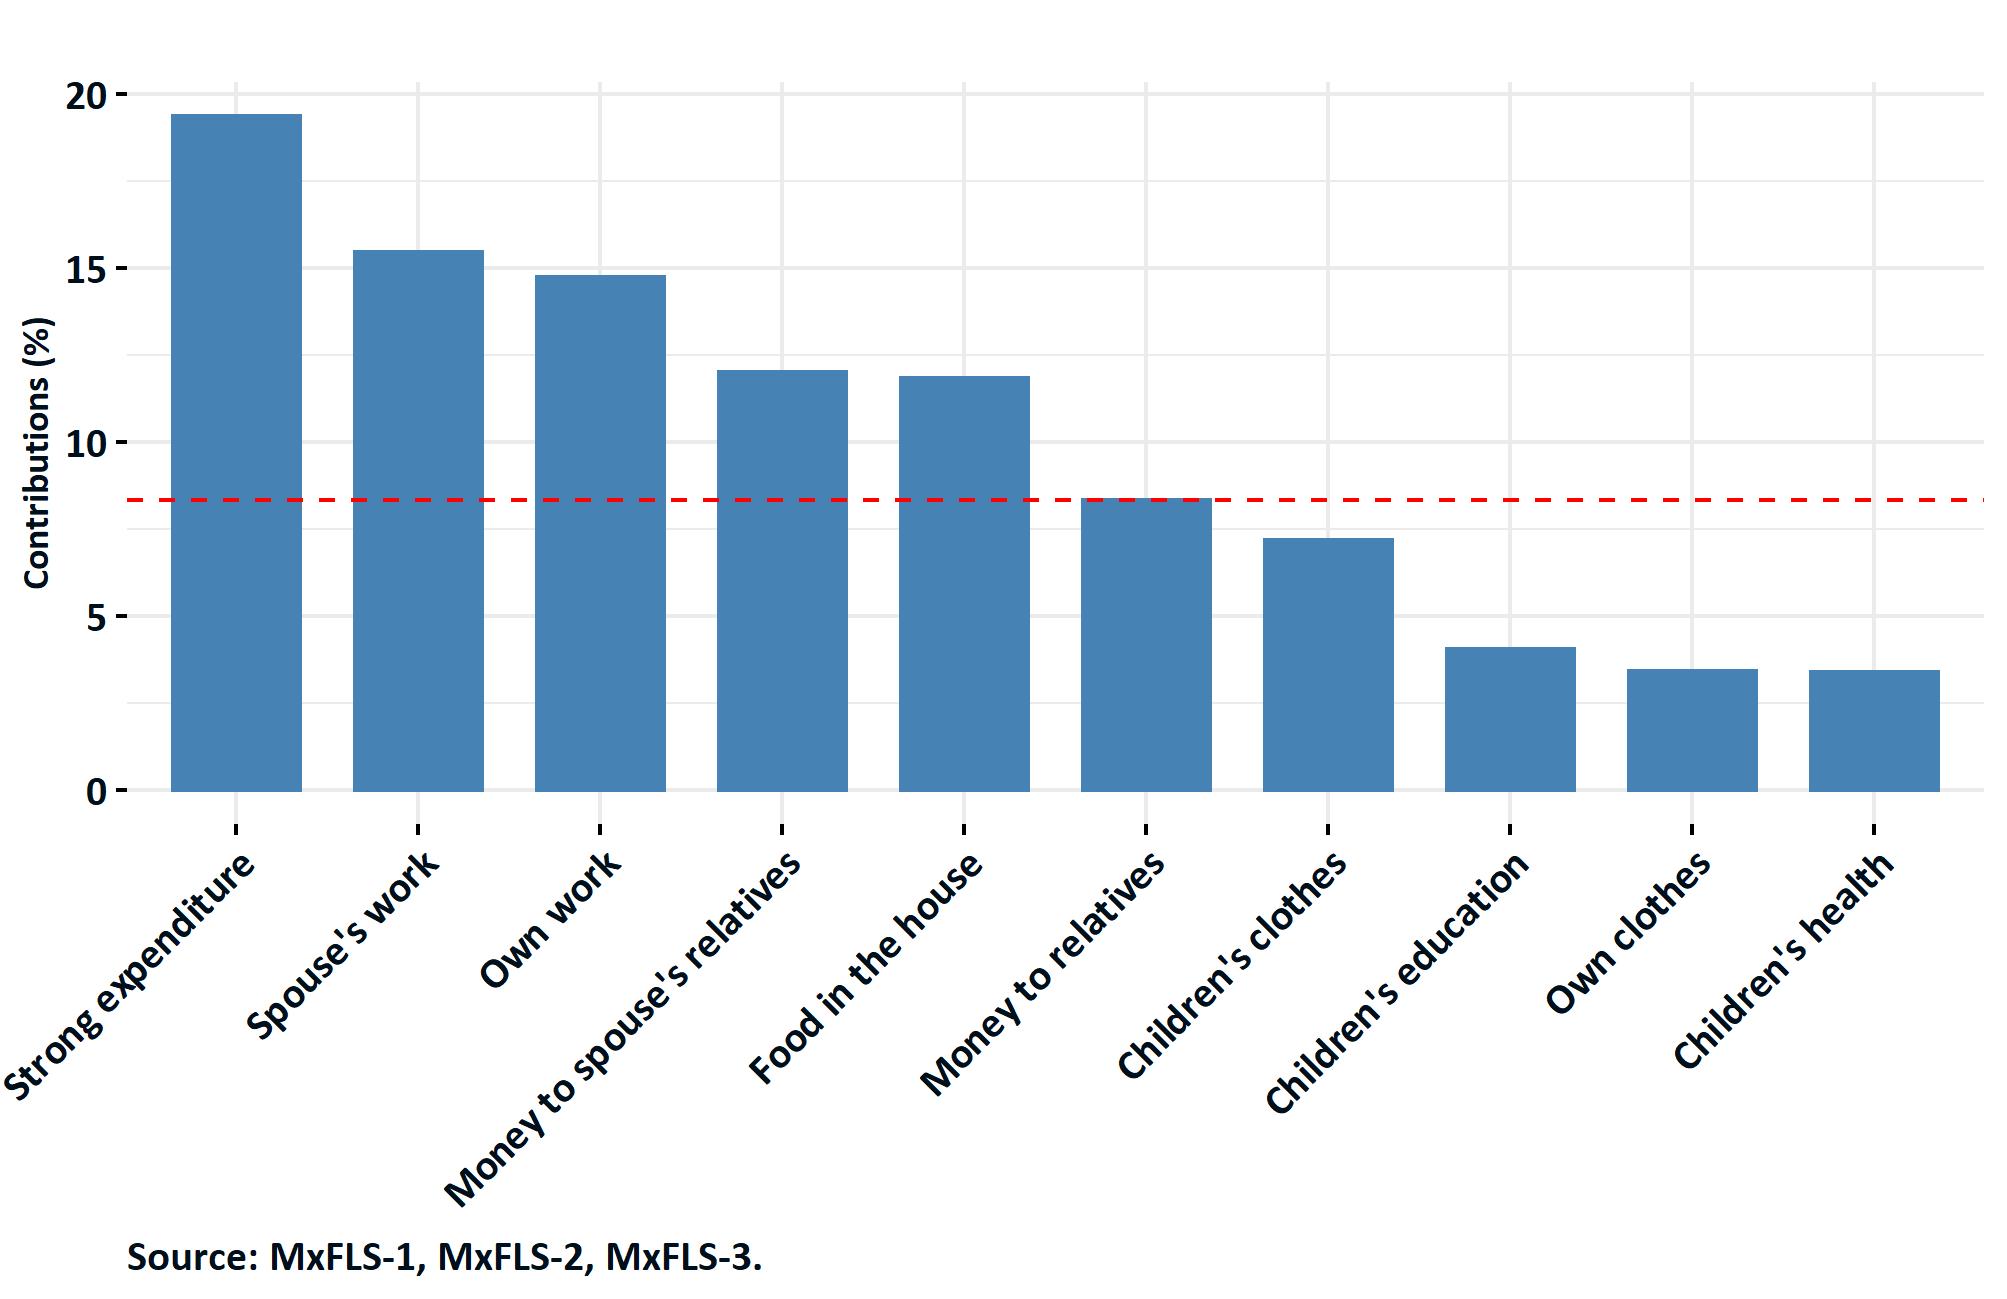 Contributions (%)
20
15
10
5
0
Strong expenditure
Spouse's work
Own work
Money to spouse's relatives
Food in the house
Money to relatives
Children's clothes
Children's education
Own clothes
Children's health
Source: MxFLS-1, MxFLS-2, MxFLS-3.